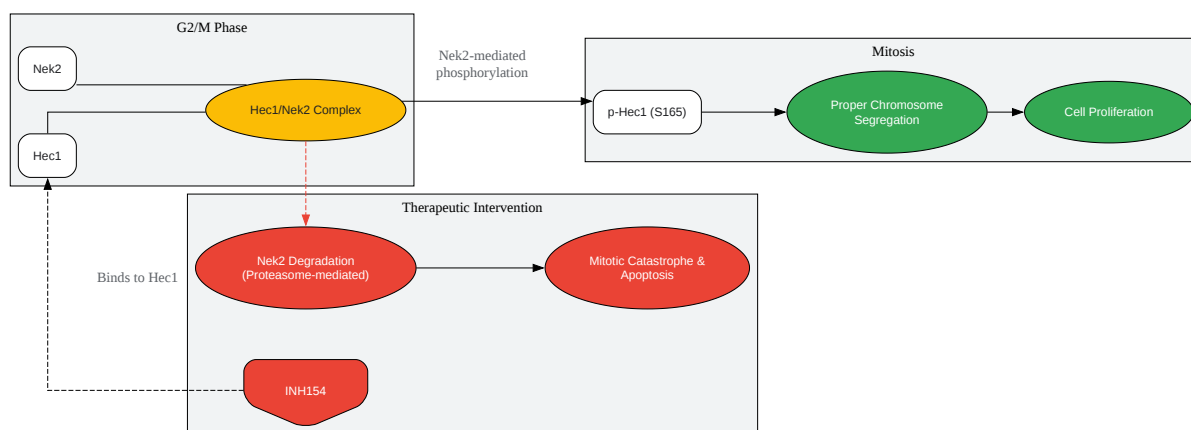 G2/M Phase
Nek2
Hec1/Nek2 Complex
Hec1
Nek2-mediated
phosphorylation
Mitosis
p-Hec1 (S165)
Proper Chromosome
Segregation
Cell Proliferation
Therapeutic Intervention
Nek2 Degradation
(Proteasome-mediated)
Mitotic Catastrophe &
Apoptosis
Binds to Hec1
INH154